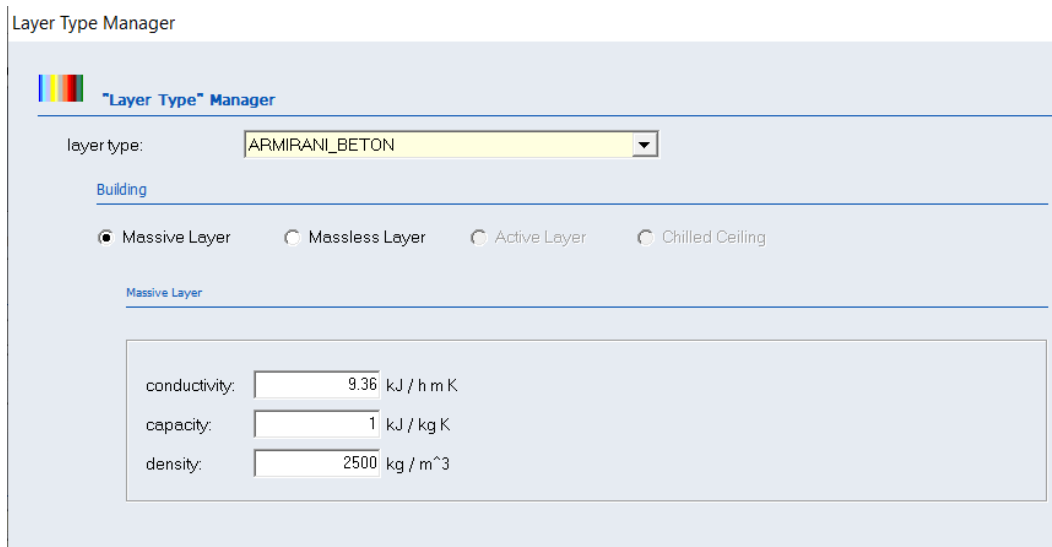 Layer Type Manager
"Layer Type" Manager
layer type: ARMIRANI_BETON
Building
Massive Layer Massless Layer Active Layer Chilled Ceiling
Massive Layer
conductivity: 9.36 kJ / h m K
capacity: 1 kJ / kg K
density: 2500 kg / m^3